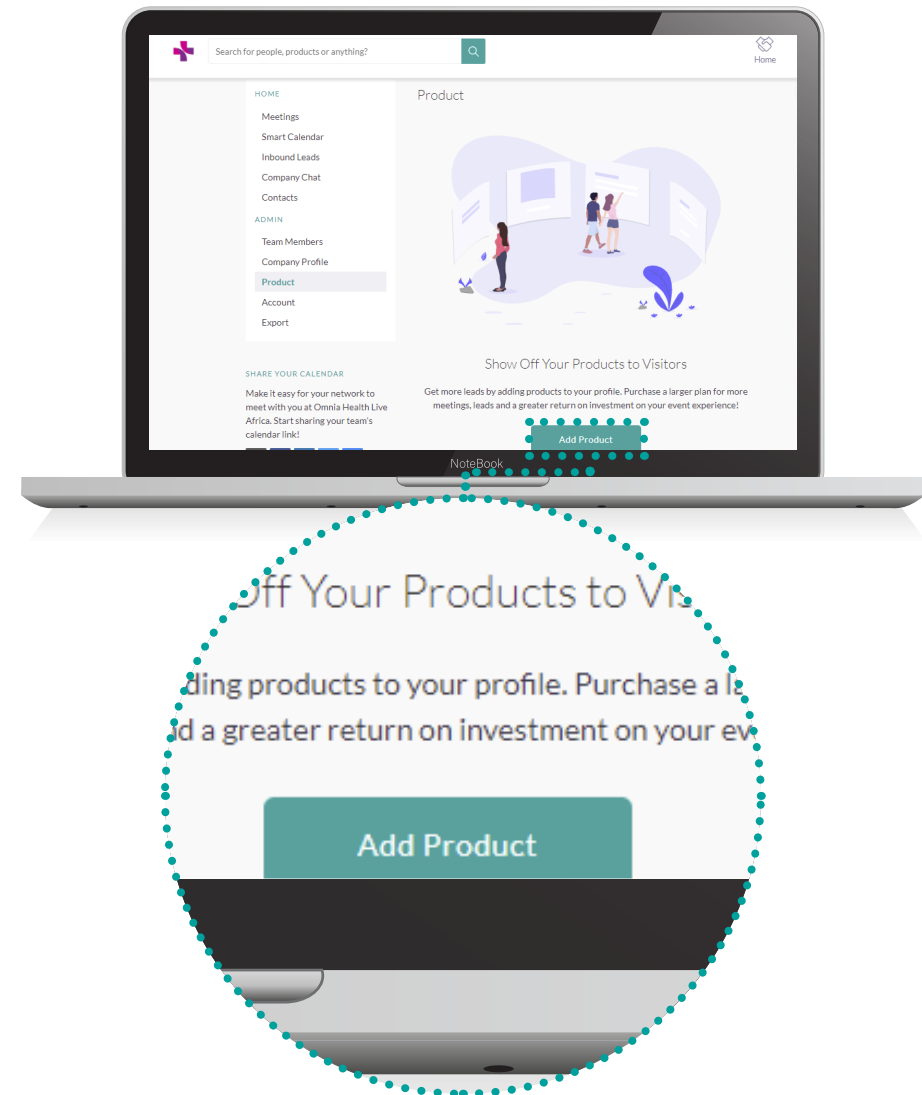 Search for people, products or anything?
Home
HOME
Meetings
Smart Calendar
Inbound Leads
Company Chat
Contacts
ADMIN
Team Members
Company Profile
Product
Account
Export
SHARE YOUR CALENDAR
Make it easy for your network to
meet with you at Omnia Health Live
Africa. Start sharing your team's
calendar link!
Product
Show Off Your Products to Visitors
Get more leads by adding products to your profile. Purchase a larger plan for more
meetings, leads and a greater return on investment on your event experience!
Add Product
NoteBook
Off Your Products to Vis
ding products to your profile. Purchase a la
d a greater return on investment on your ev
Add Product